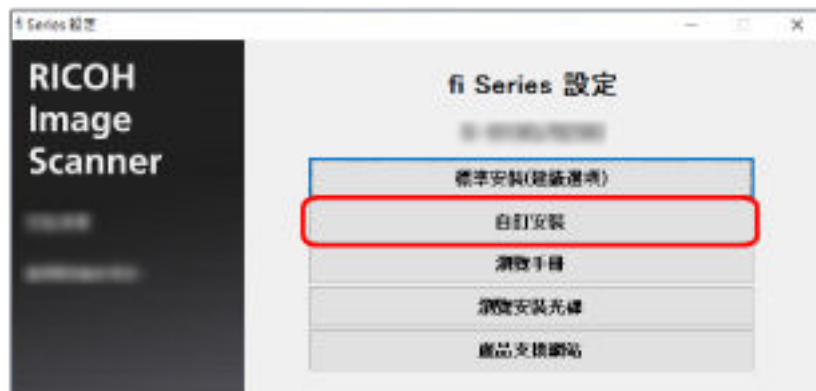 fi Series 設定
RICOH
Image
Scanner
fi Series 設定
標準安裝(建議選項)
自訂安裝
瀏覽手冊
瀏覽安裝光碟
產品支援網站